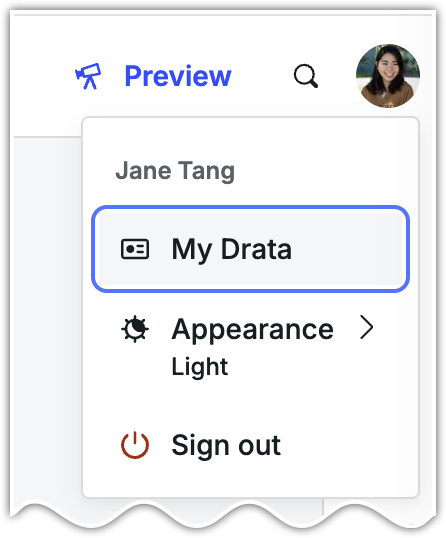 Preview
Jane Tang
My Drata
Appearance
Light
Sign out